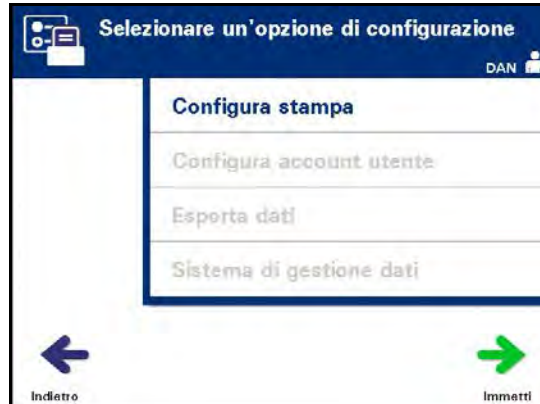 Selezionare un'opzione di configurazione
DAN
Configura stampa
Configura account utente
Esporta dati
Sistema di gestione dati
Indietro
Immetti